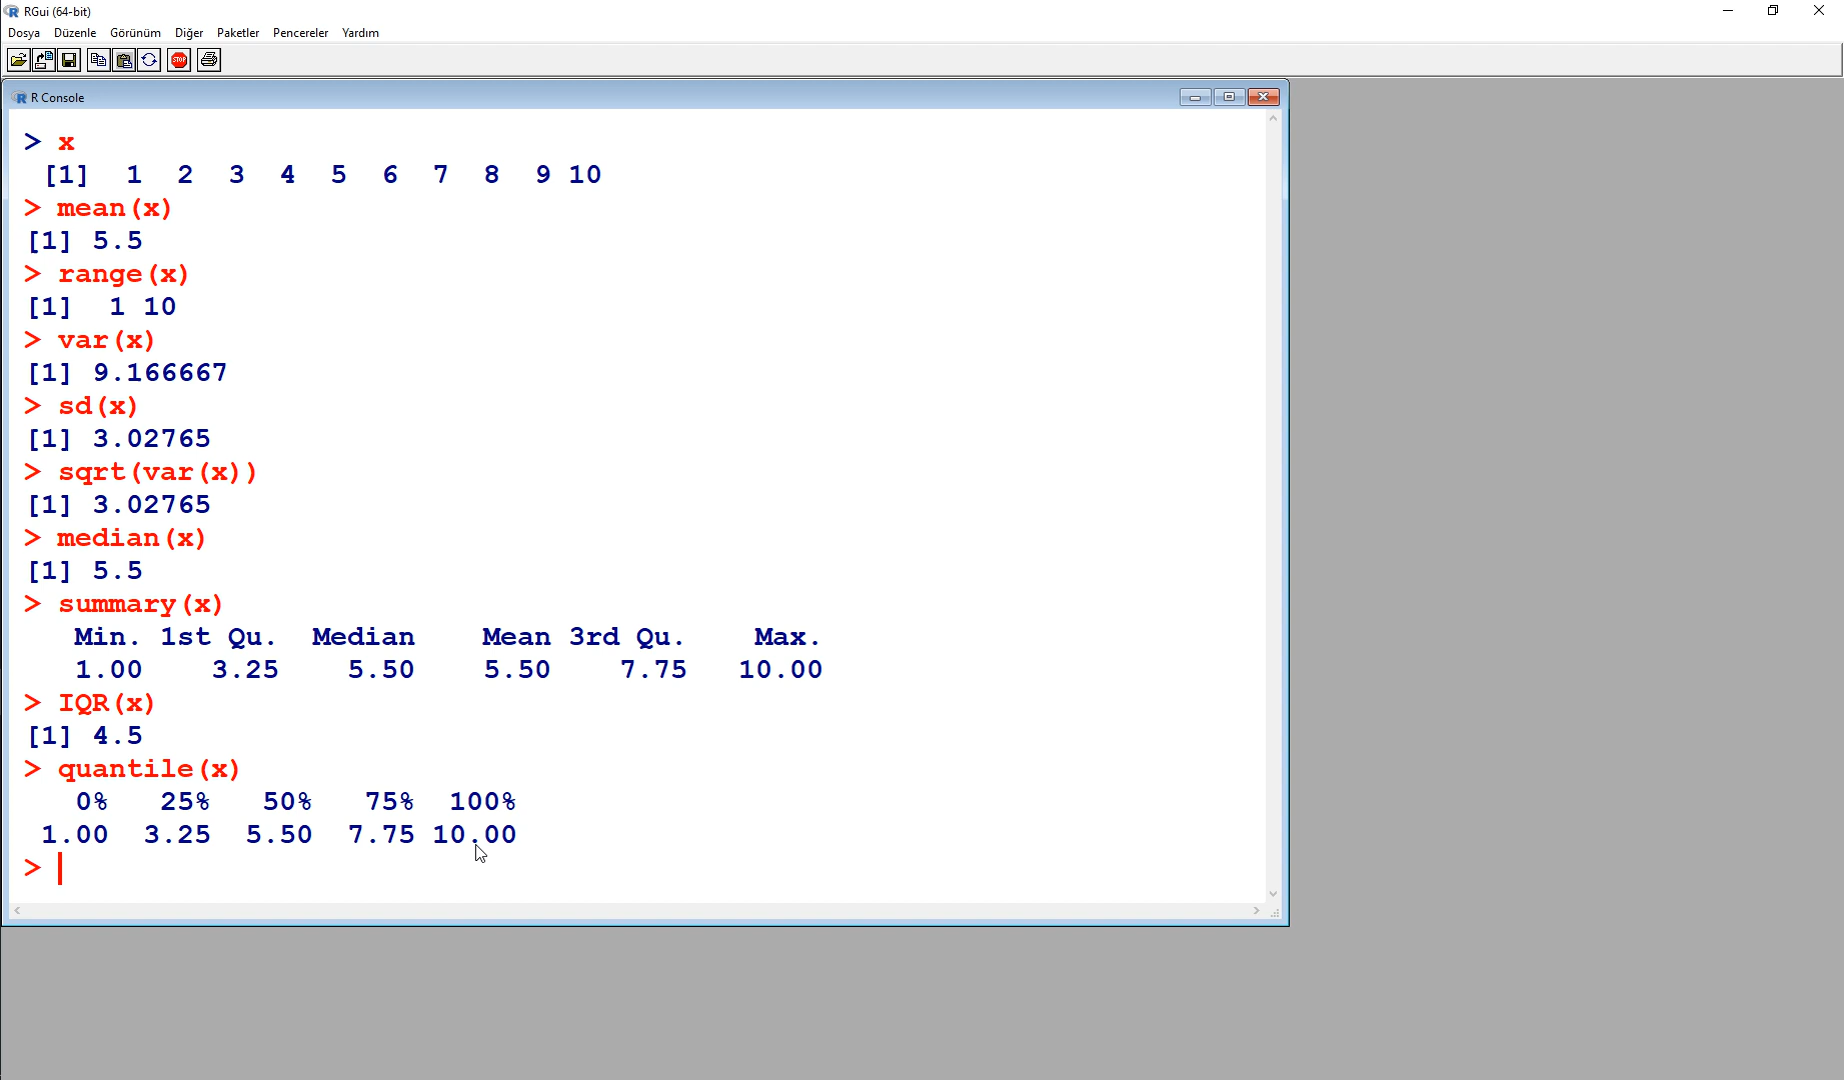 RGui (64-bit)
Dosya Düzenle Görünüm Diğer Paketler Pencereler Yardım
STOP
R Console
> x
[1] 1 2 3 4 5 6 7 8 9 10
> mean(x)
[1] 5.5
> range(x)
[1] 1 10
> var(x)
[1] 9.166667
> sd(x)
[1] 3.02765
> sqrt(var(x))
[1] 3.02765
> median(x)
[1] 5.5
> summary(x)
Min. 1st Qu. Median Mean 3rd Qu. Max.
1.00 3.25 5.50 5.50 7.75 10.00
> IQR(x)
[1] 4.5
> quantile(x)
0% 25% 50% 75% 100%
1.00 3.25 5.50 7.75 10.00
>